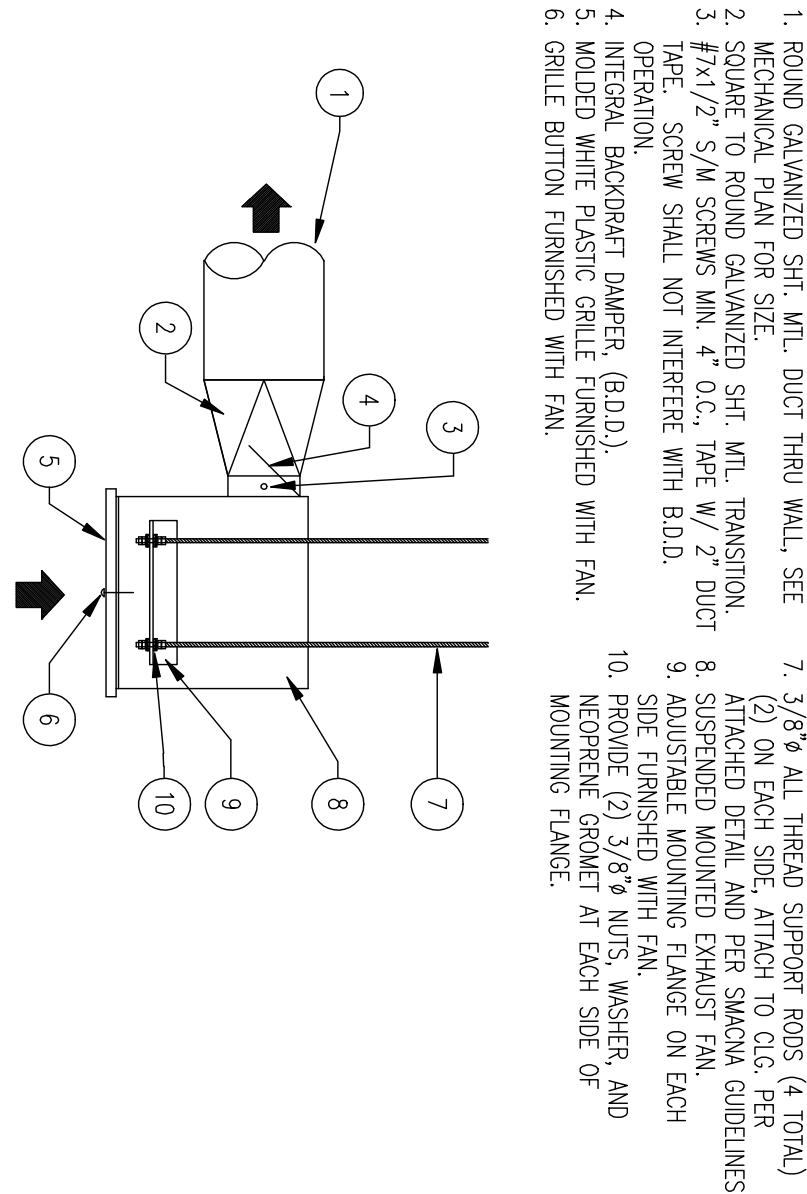 1. ROUND GALVANIZED SHT. MTL. DUCT THRU WALL, SEE
MECHANICAL PLAN FOR SIZE.
2. SQUARE TO ROUND GALVANIZED SHT. MTL. TRANSITION.
3. #7x1/2" S/M SCREWS MIN. 4" O.C., TAPE W/ 2" DUCT
TAPE. SCREW SHALL NOT INTERFERE WITH B.D.D.
OPERATION.
4. INTEGRAL BACKDRAFT DAMPER, (B.D.D.).
5. MOLDED WHITE PLASTIC GRILLE FURNISHED WITH FAN.
6. GRILLE BUTTON FURNISHED WITH FAN.
7. 3/8"ø ALL THREAD SUPPORT RODS (4 TOTAL)
(2) ON EACH SIDE, ATTACH TO CLG. PER
ATTACHED DETAIL AND PER SMACNA GUIDELINES
8. SUSPENDED MOUNTED EXHAUST FAN.
9. ADJUSTABLE MOUNTING FLANGE ON EACH
SIDE FURNISHED WITH FAN.
10. PROVIDE (2) 3/8"ø NUTS, WASHER, AND
NEOPRENE GROMET AT EACH SIDE OF
MOUNTING FLANGE.
1
2
4
3
5
6
10
9
8
7